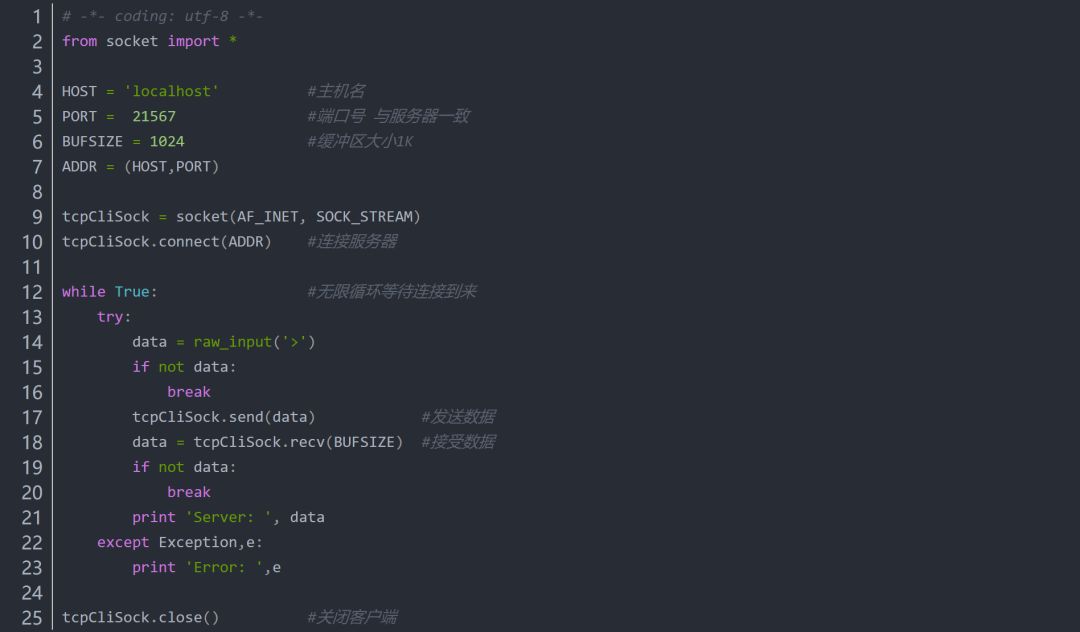 1 # -*- coding: utf-8 -*-
2 from socket import *
3
4 HOST = 'localhost'          #主机名
5 PORT =  21567               #端口号 与服务器一致
6 BUFSIZE = 1024              #缓冲区大小1K
7 ADDR = (HOST,PORT)
8
9 tcpCliSock = socket(AF_INET, SOCK_STREAM)
10 tcpCliSock.connect(ADDR)    #连接服务器
11
12 while True:                 #无限循环等待连接到来
13     try:
14         data = raw_input('>')
15         if not data:
16             break
17         tcpCliSock.send(data)            #发送数据
18         data = tcpCliSock.recv(BUFSIZE)  #接受数据
19         if not data:
20             break
21         print 'Server: ', data
22     except Exception,e:
23         print 'Error: ',e
24
25 tcpCliSock.close()          #关闭客户端